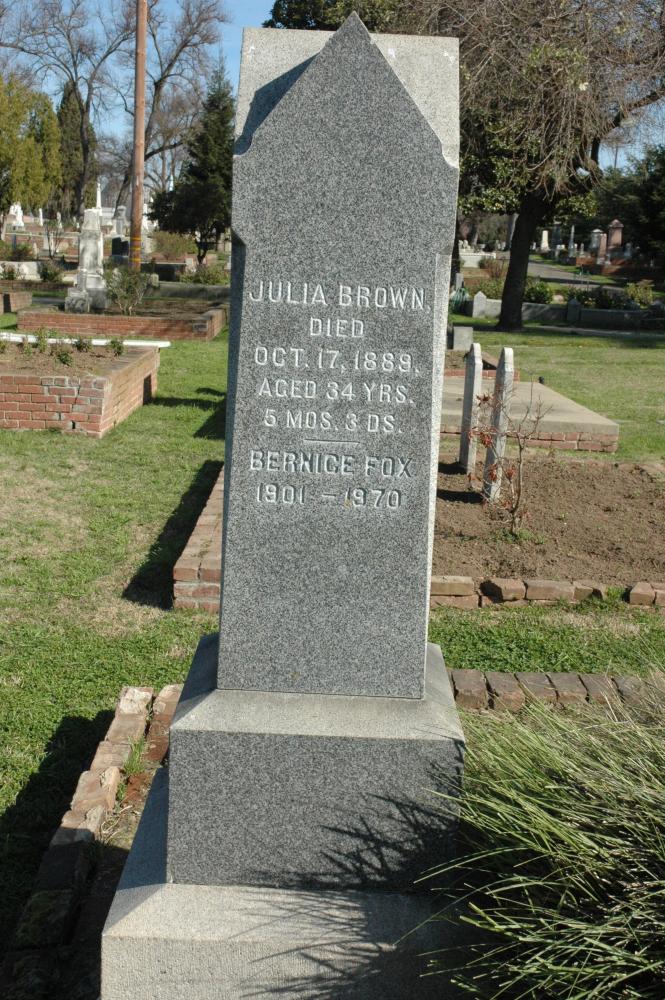 JULIA BROWN.
DIED
OCT. 17, 1889.
AGED 34 YRS.
5 MOS. 3 DS.
BERNICE FOX
1901 – 1970